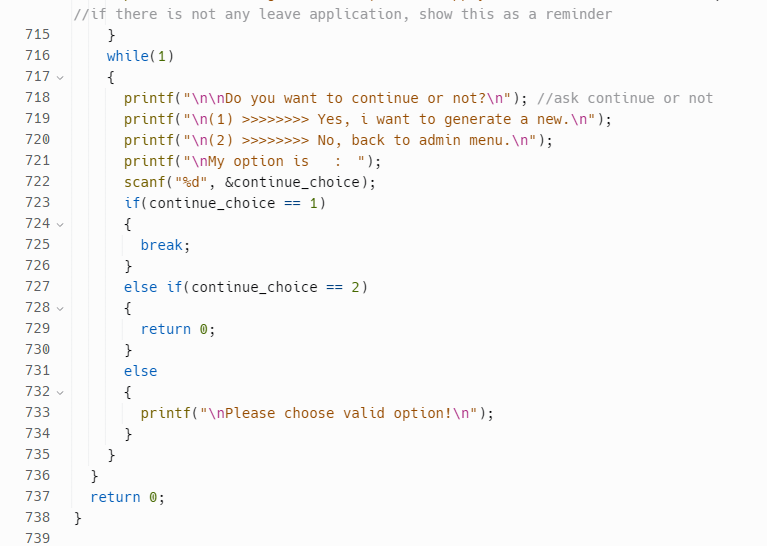 //if there is not any leave application, show this as a reminder
715 }
716 while(1)
717 {
718 printf("\n\nDo you want to continue or not?\n"); //ask continue or not
719 printf("\n(1) >>>>>>>> Yes, i want to generate a new.\n");
720 printf("\n(2) >>>>>>>> No, back to admin menu.\n");
721 printf("\nMy option is   :  ");
722 scanf("%d", &continue_choice);
723 if(continue_choice == 1)
724 {
725 break;
726 }
727 else if(continue_choice == 2)
728 {
729 return 0;
730 }
731 else
732 {
733 printf("\nPlease choose valid option!\n");
734 }
735 }
736 }
737 return 0;
738 }
739